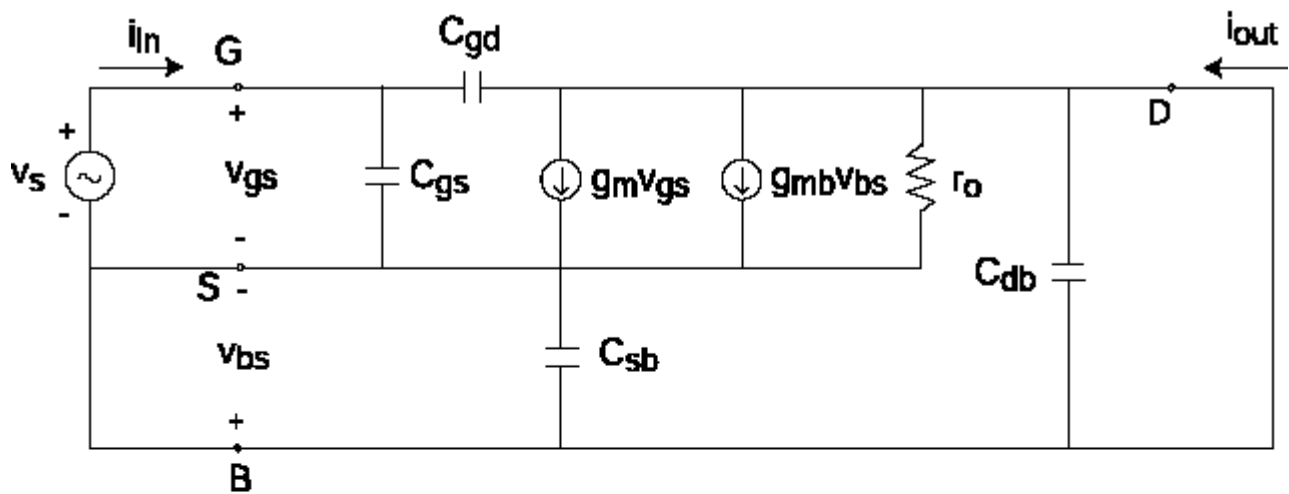 iin G Cgd iout
+ D
+ vs - vgs Cgs gmvgs gmbvbs ro
- S - Cdb
vbs Csb
+
B